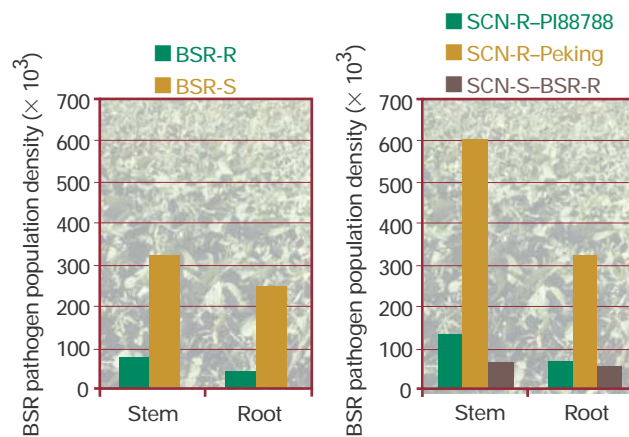 BSR-R
BSR-S
BSR pathogen population density (× 10³)
700
600
500
400
300
200
100
0
Stem Root
SCN-R–PI88788
SCN-R–Peking
SCN-S–BSR-R
BSR pathogen population density (× 10³)
700
600
500
400
300
200
100
0
Stem Root